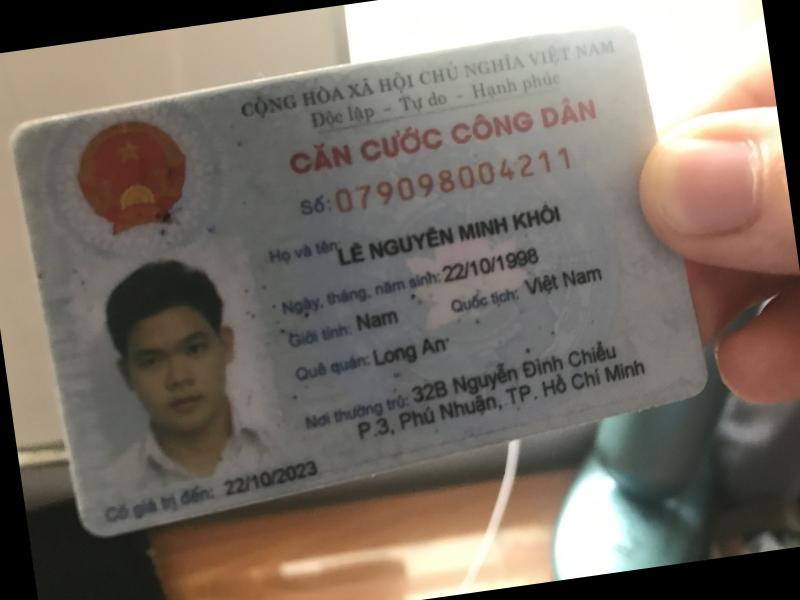 CỘNG HÒA XÃ HỘI CHỦ NGHĨA VIỆT NAM
Độc lập - Tự do - Hạnh phúc
CĂN CƯỚC CÔNG DÂN
Số: 079098004211
Họ và tên: LÊ NGUYỄN MINH KHÔI
Ngày, tháng, năm sinh: 22/10/1998
Giới tính: Nam Quốc tịch: Việt Nam
Quê quán: Long An
Nơi thường trú: 32B Nguyễn Đình Chiểu
P.3, Phú Nhuận, TP. Hồ Chí Minh
Có giá trị đến: 22/10/2023